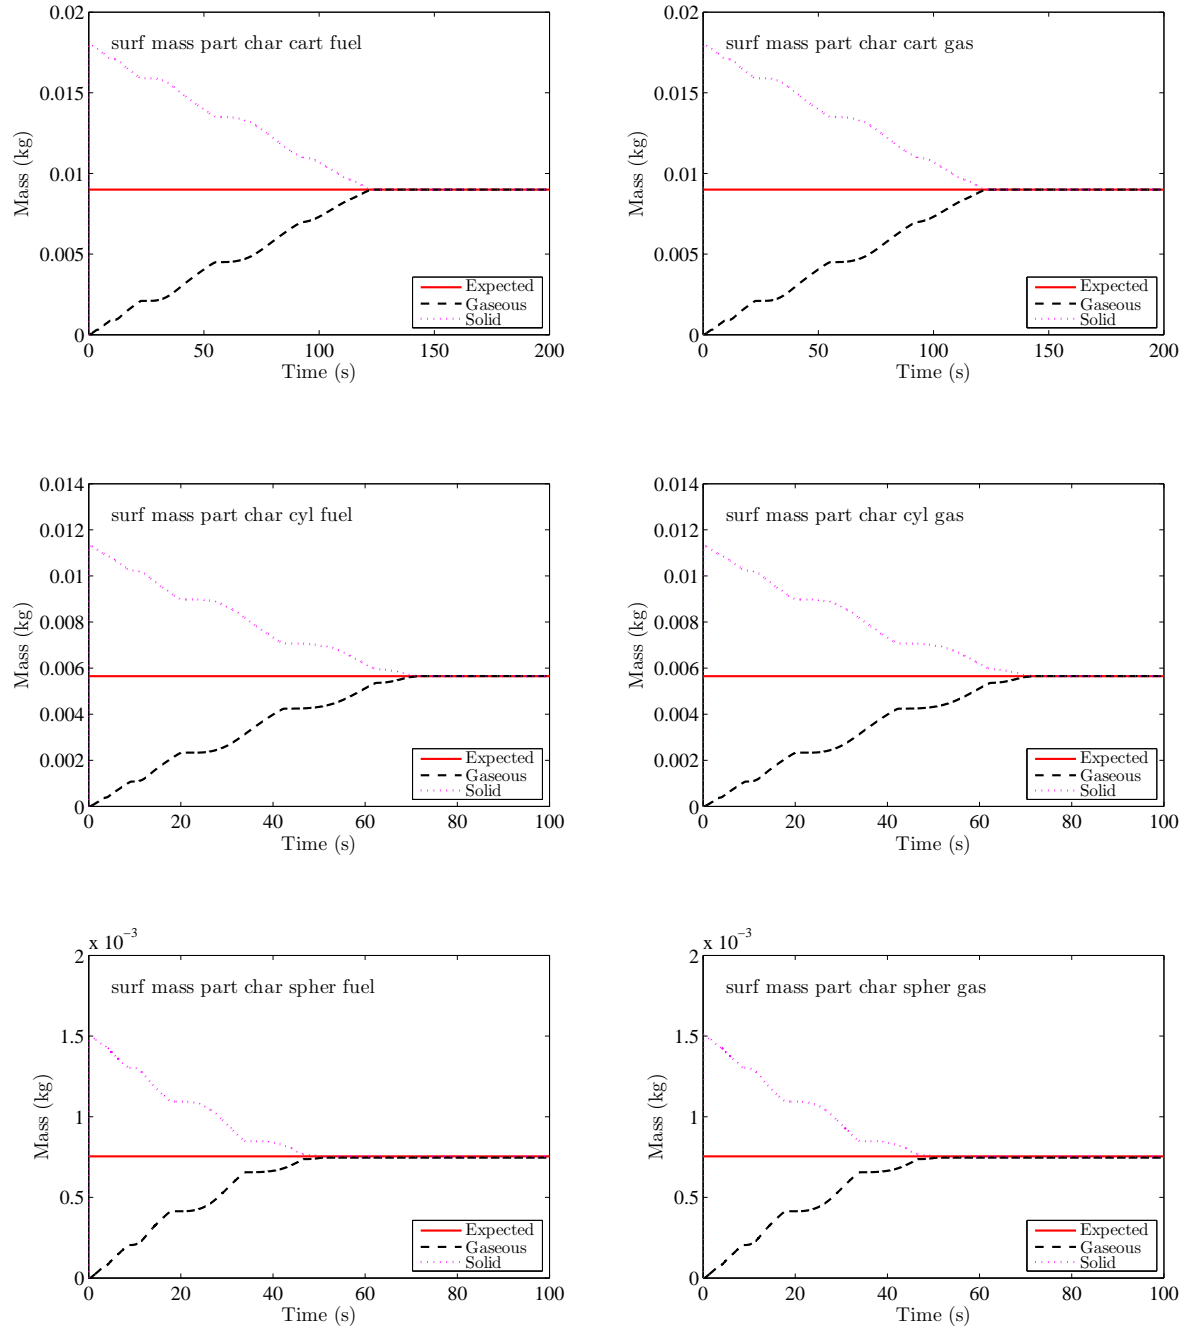 surf mass part char cart fuel
Mass (kg)
0.02
0.015
0.01
0.005
0
0 50 100 150 200
Time (s)
Expected
Gaseous
Solid
surf mass part char cart gas
Mass (kg)
0.02
0.015
0.01
0.005
0
0 50 100 150 200
Time (s)
Expected
Gaseous
Solid
surf mass part char cyl fuel
Mass (kg)
0.014
0.012
0.01
0.008
0.006
0.004
0.002
0
0 20 40 60 80 100
Time (s)
Expected
Gaseous
Solid
surf mass part char cyl gas
Mass (kg)
0.014
0.012
0.01
0.008
0.006
0.004
0.002
0
0 20 40 60 80 100
Time (s)
Expected
Gaseous
Solid
x 10−3
surf mass part char spher fuel
Mass (kg)
2
1.5
1
0.5
0
0 20 40 60 80 100
Time (s)
Expected
Gaseous
Solid
x 10−3
surf mass part char spher gas
Mass (kg)
2
1.5
1
0.5
0
0 20 40 60 80 100
Time (s)
Expected
Gaseous
Solid